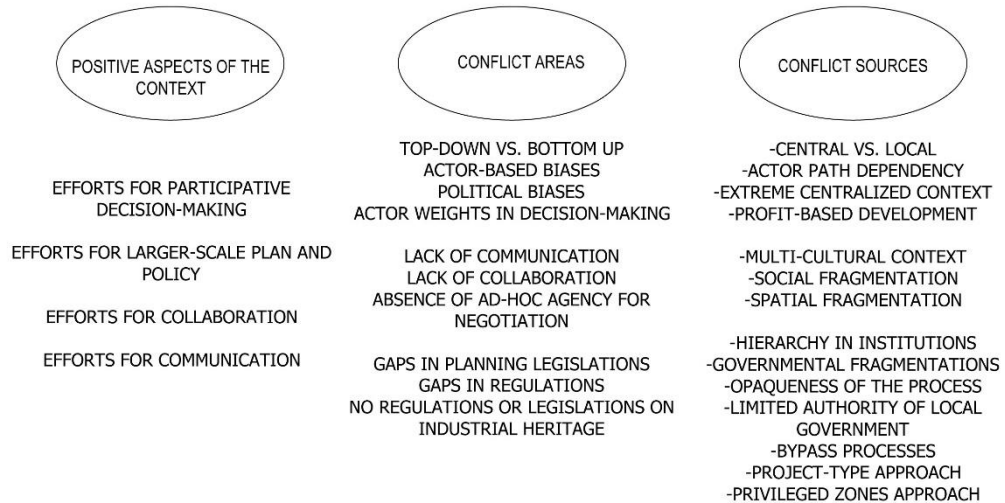 POSITIVE ASPECTS OF THE
CONTEXT
EFFORTS FOR PARTICIPATIVE
DECISION-MAKING
EFFORTS FOR LARGER-SCALE PLAN AND
POLICY
EFFORTS FOR COLLABORATION
EFFORTS FOR COMMUNICATION
CONFLICT AREAS
TOP-DOWN VS. BOTTOM UP
ACTOR-BASED BIASES
POLITICAL BIASES
ACTOR WEIGHTS IN DECISION-MAKING
LACK OF COMMUNICATION
LACK OF COLLABORATION
ABSENCE OF AD-HOC AGENCY FOR
NEGOTIATION
GAPS IN PLANNING LEGISLATIONS
GAPS IN REGULATIONS
NO REGULATIONS OR LEGISLATIONS ON
INDUSTRIAL HERITAGE
CONFLICT SOURCES
-CENTRAL VS. LOCAL
-ACTOR PATH DEPENDENCY
-EXTREME CENTRALIZED CONTEXT
-PROFIT-BASED DEVELOPMENT
-MULTI-CULTURAL CONTEXT
-SOCIAL FRAGMENTATION
-SPATIAL FRAGMENTATION
-HIERARCHY IN INSTITUTIONS
-GOVERNMENTAL FRAGMENTATIONS
-OPAQUENESS OF THE PROCESS
-LIMITED AUTHORITY OF LOCAL
GOVERNMENT
-BYPASS PROCESSES
-PROJECT-TYPE APPROACH
-PRIVILEGED ZONES APPROACH